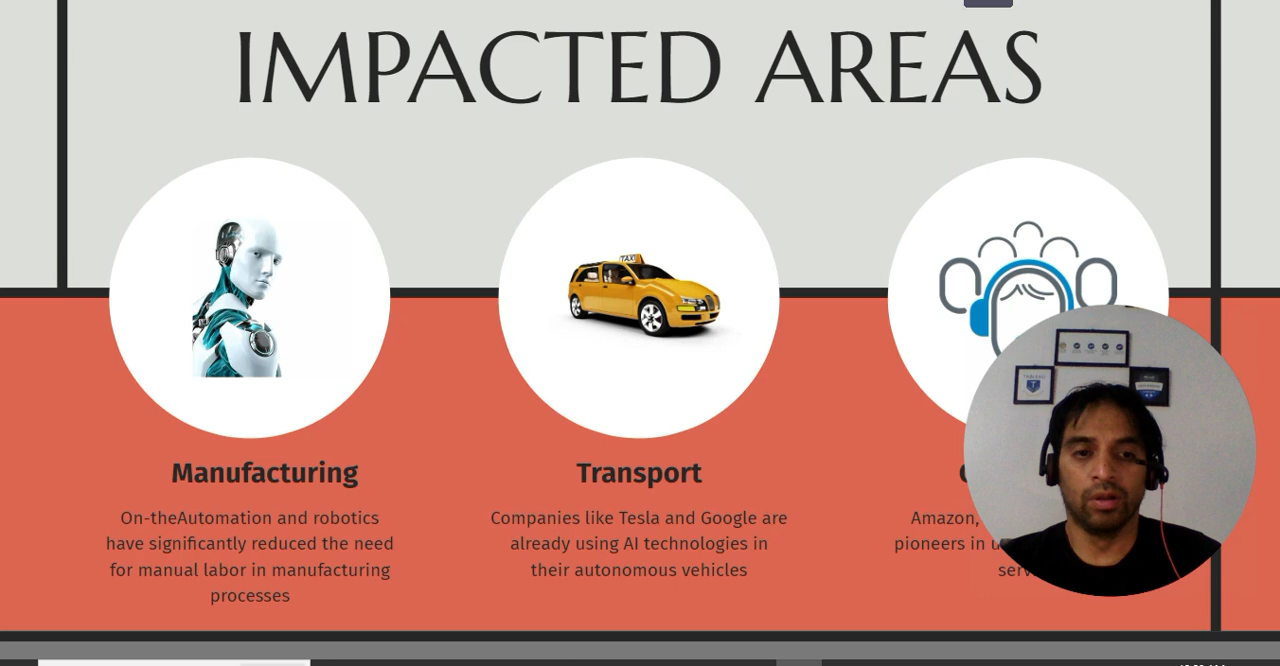 IMPACTED AREAS
TAXI
Manufacturing
Transport
On-theAutomation and robotics
have significantly reduced the need
for manual labor in manufacturing
processes
Companies like Tesla and Google are
already using AI technologies in
their autonomous vehicles
Amazon,
pioneers in